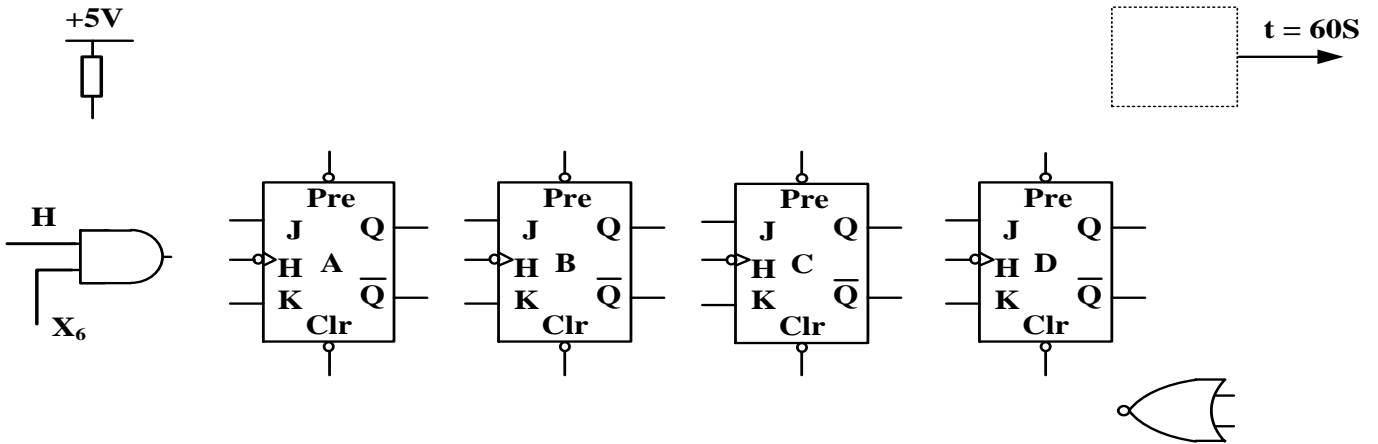 +5V
t = 60S
H
X₆
Pre
J Q
H A
K Q̅
Clr
Pre
J Q
H B
K Q̅
Clr
Pre
J Q
H C
K Q̅
Clr
Pre
J Q
H D
K Q̅
Clr